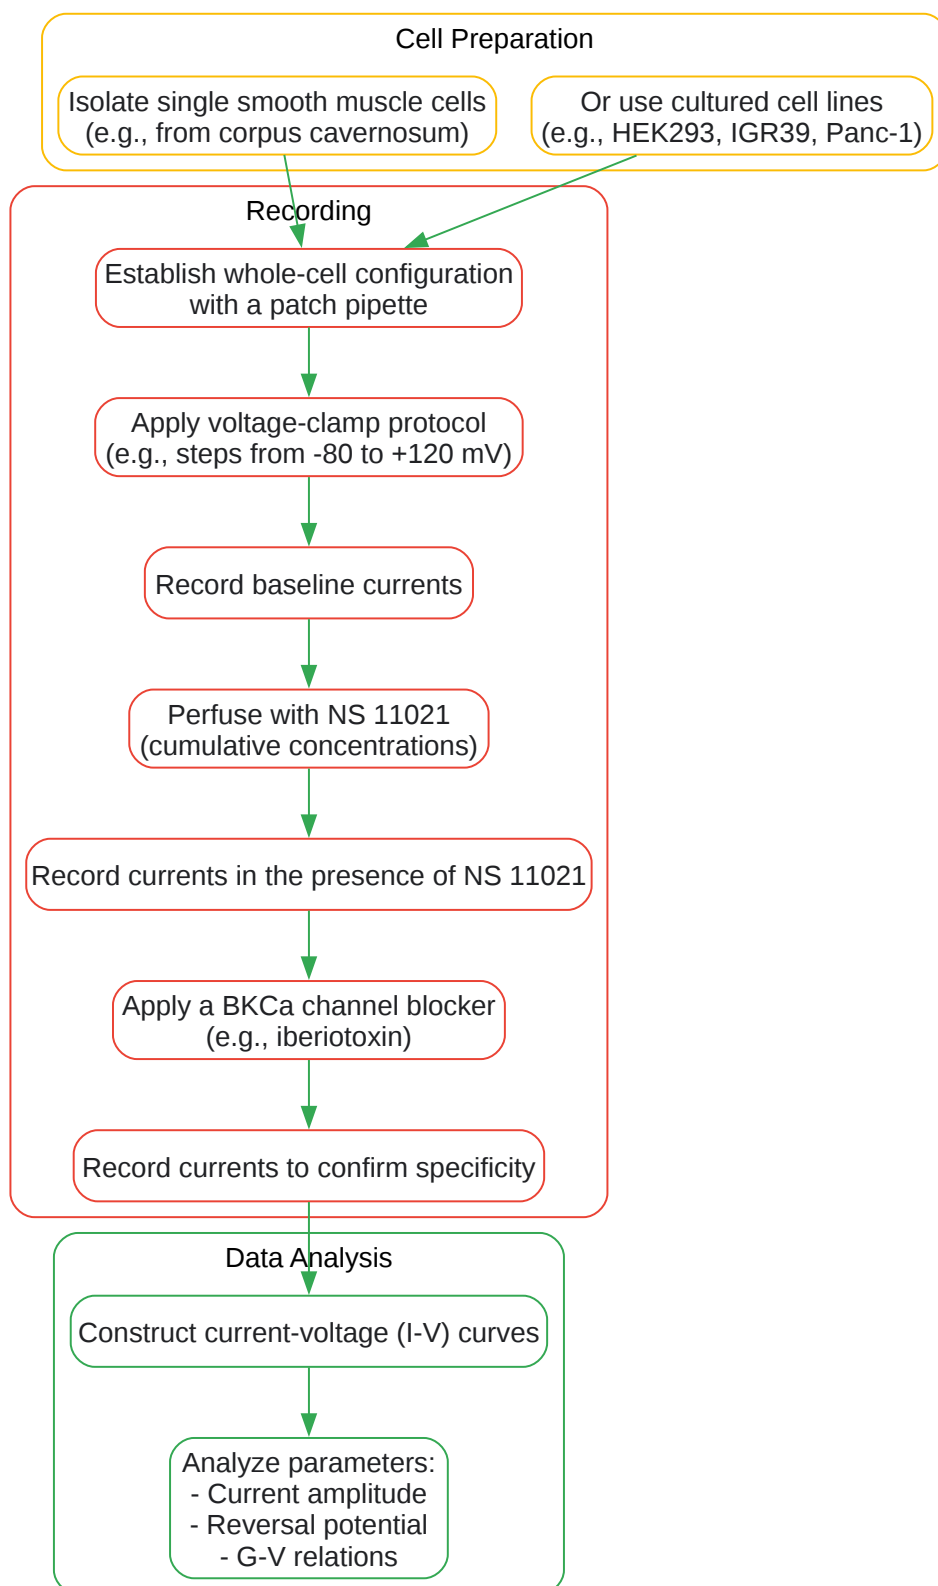 Cell Preparation
Isolate single smooth muscle cells
(e.g., from corpus cavernosum)
Or use cultured cell lines
(e.g., HEK293, IGR39, Panc-1)
Recording
Establish whole-cell configuration
with a patch pipette
Apply voltage-clamp protocol
(e.g., steps from -80 to +120 mV)
Record baseline currents
Perfuse with NS 11021
(cumulative concentrations)
Record currents in the presence of NS 11021
Apply a BKCa channel blocker
(e.g., iberiotoxin)
Record currents to confirm specificity
Data Analysis
Construct current-voltage (I-V) curves
Analyze parameters:
- Current amplitude
- Reversal potential
- G-V relations